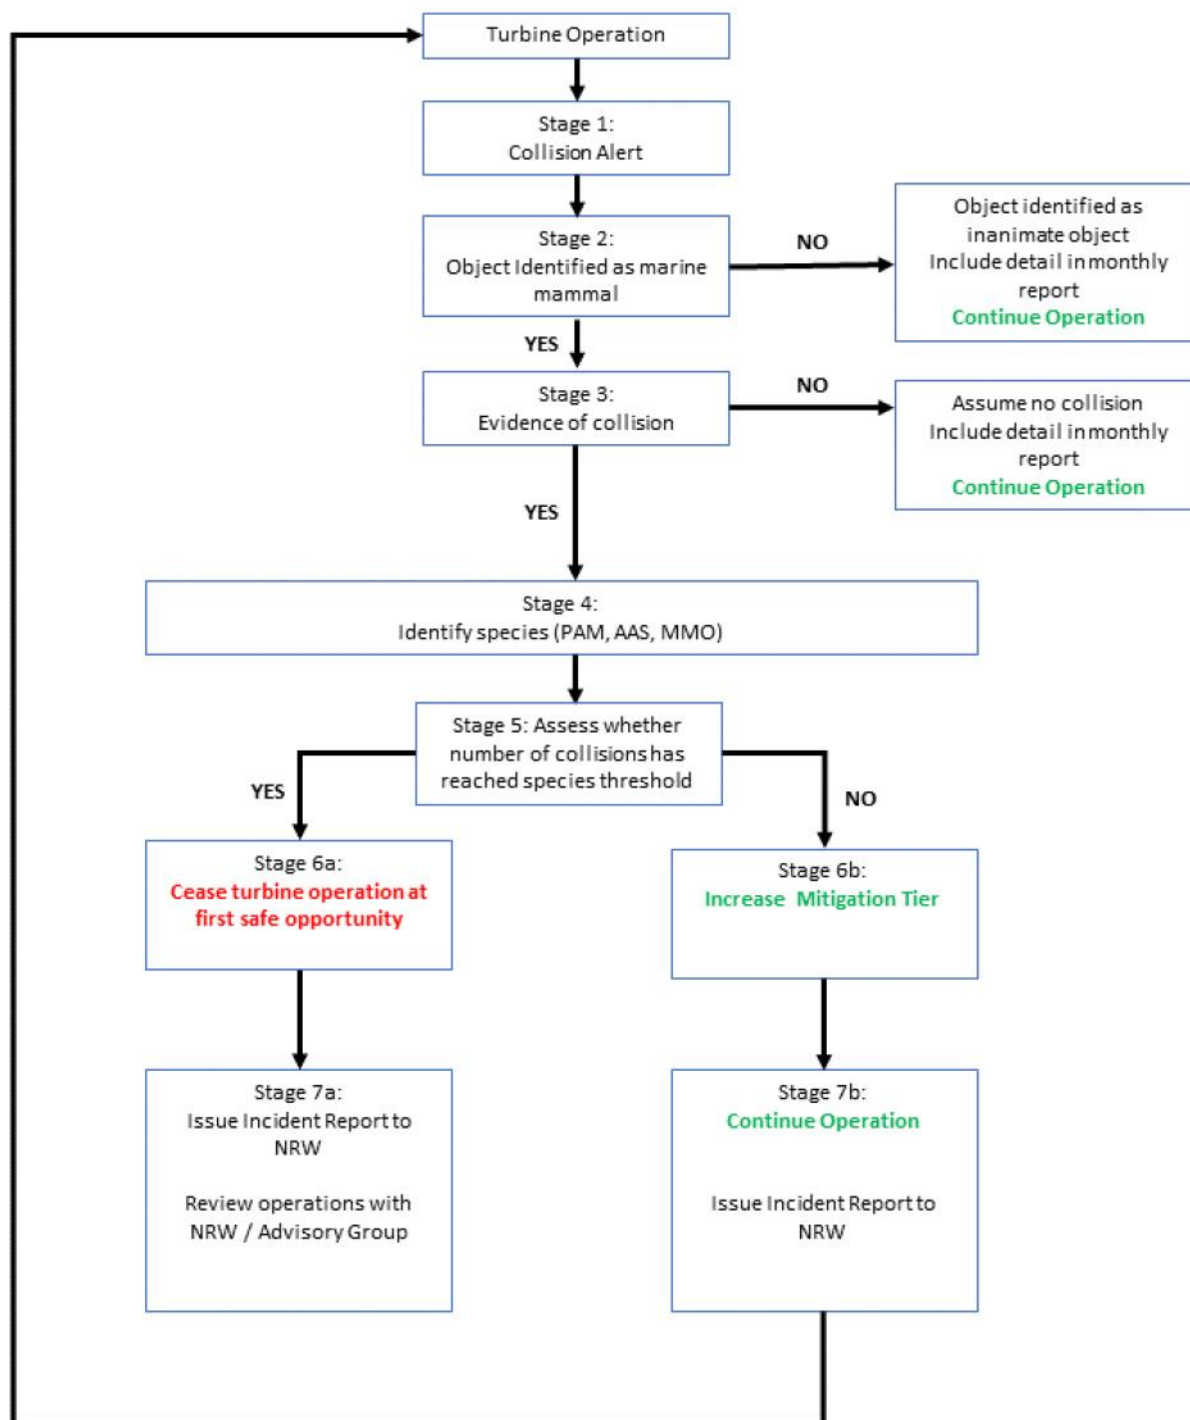 Turbine Operation
Stage 1:
Collision Alert
Stage 2:
Object Identified as marine
mammal
NO
Object identified as
inanimate object
Include detail in monthly
report
Continue Operation
YES
Stage 3:
Evidence of collision
NO
Assume no collision
Include detail in monthly
report
Continue Operation
YES
Stage 4:
Identify species (PAM, AAS, MMO)
Stage 5: Assess whether
number of collisions has
reached species threshold
YES
NO
Stage 6a:
Cease turbine operation at
first safe opportunity
Stage 6b:
Increase Mitigation Tier
Stage 7a:
Issue Incident Report to
NRW
Review operations with
NRW / Advisory Group
Stage 7b:
Continue Operation
Issue Incident Report to
NRW